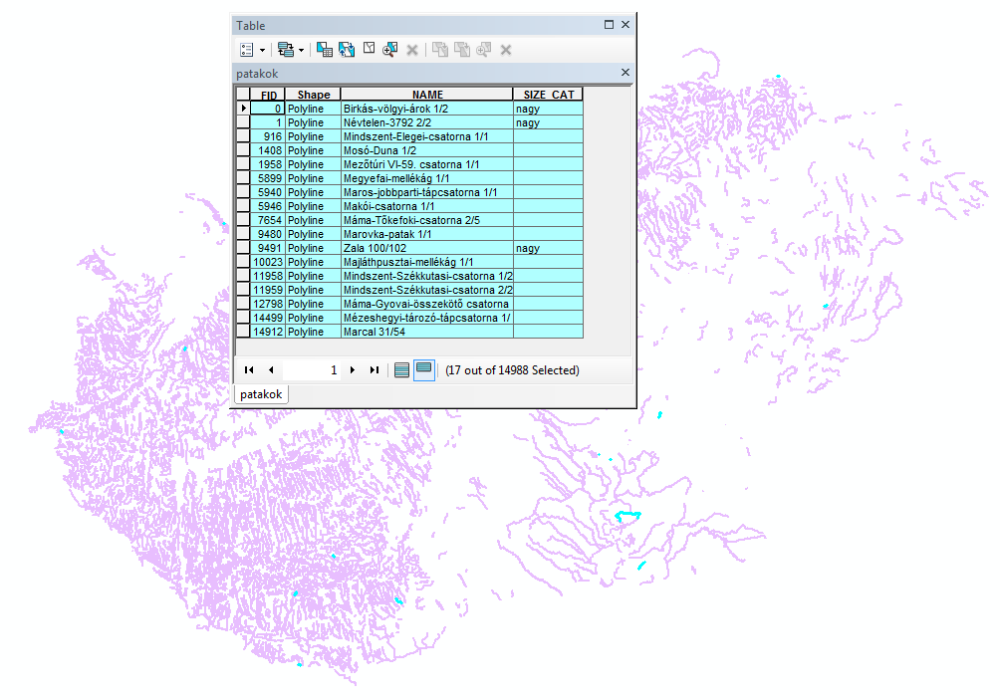 Table
patakok
FID Shape NAME SIZE_CAT
0 Polyline Birkás-völgyi-árok 1/2 nagy
1 Polyline Névtelen-3792 2/2 nagy
916 Polyline Mindszent-Elegei-csatorna 1/1
1408 Polyline Mosó-Duna 1/2
1958 Polyline Mezőtúri VI-59. csatorna 1/1
5899 Polyline Megyefai-mellékág 1/1
5940 Polyline Maros-jobbparti-tápcsatorna 1/1
5946 Polyline Makói-csatorna 1/1
7654 Polyline Máma-Tőkefoki-csatorna 2/5
9480 Polyline Marovka-patak 1/1
9491 Polyline Zala 100/102 nagy
10023 Polyline Majláthpusztai-mellékág 1/1
11958 Polyline Mindszent-Székkutasi-csatorna 1/2
11959 Polyline Mindszent-Székkutasi-csatorna 2/2
12798 Polyline Máma-Gyovai-összekötő csatorna
14499 Polyline Mézeshegyi-tározó-tápcsatorna 1/
14912 Polyline Marcal 31/54
1 (17 out of 14988 Selected)
patakok